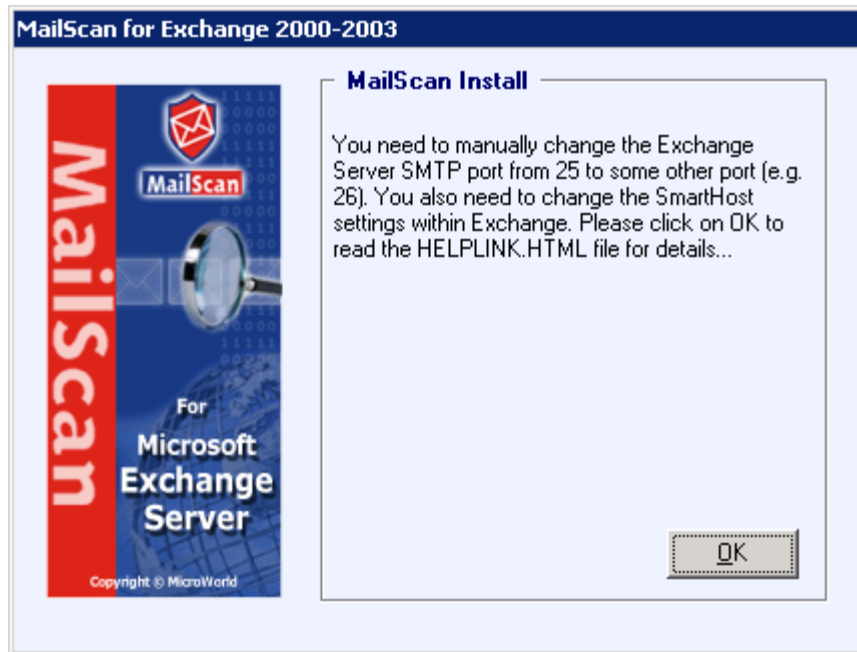 MailScan for Exchange 2000-2003
MailScan
MailScan
For
Microsoft
Exchange
Server
Copyright © MicroWorld
MailScan Install
You need to manually change the Exchange
Server SMTP port from 25 to some other port (e.g.
26). You also need to change the SmartHost
settings within Exchange. Please click on OK to
read the HELPLINK.HTML file for details...
OK